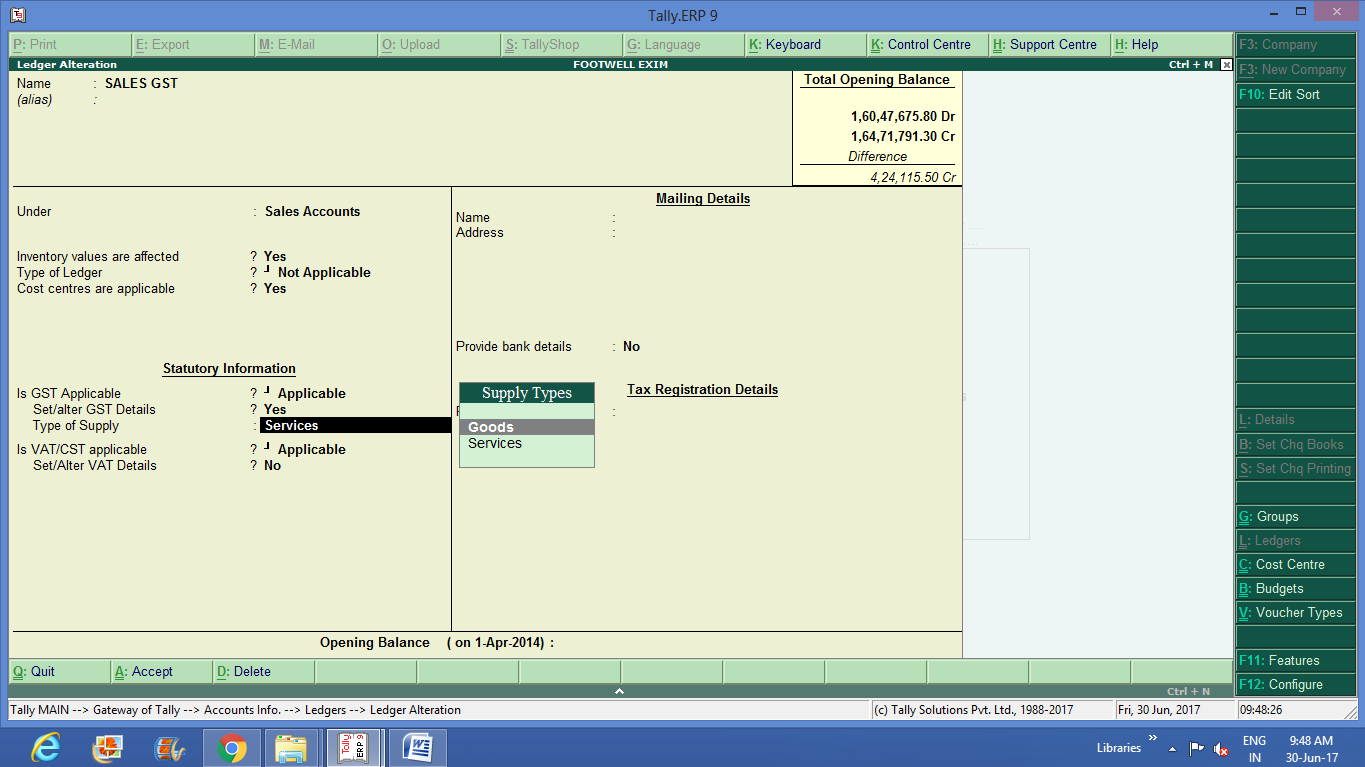 Tally.ERP 9
P: Print E: Export M: E-Mail O: Upload S: TallyShop G: Language K: Keyboard K: Control Centre H: Support Centre H: Help
Ledger Alteration FOOTWELL EXIM Ctrl + M
Name : SALES GST
(alias) :
Total Opening Balance
1,60,47,675.80 Dr
1,64,71,791.30 Cr
Difference
4,24,115.50 Cr
Under : Sales Accounts
Inventory values are affected ? Yes
Type of Ledger ? ┘ Not Applicable
Cost centres are applicable ? Yes
Statutory Information
Is GST Applicable ? ┘ Applicable
Set/alter GST Details ? Yes
Type of Supply : Services
Is VAT/CST applicable ? ┘ Applicable
Set/Alter VAT Details ? No
Mailing Details
Name :
Address :
Provide bank details : No
Tax Registration Details
:
Supply Types
Goods
Services
Opening Balance ( on 1-Apr-2014) :
F3: Company
F3: New Company
F10: Edit Sort
L: Details
B: Set Chq Books
S: Set Chq Printing
G: Groups
L: Ledgers
C: Cost Centre
B: Budgets
V: Voucher Types
F11: Features
F12: Configure
Q: Quit A: Accept D: Delete
Ctrl + N
Tally MAIN --> Gateway of Tally --> Accounts Info. --> Ledgers --> Ledger Alteration (c) Tally Solutions Pvt. Ltd., 1988-2017 Fri, 30 Jun, 2017 09:48:26
Tally ERP 9
Libraries » ENG 9:48 AM
IN 30-Jun-17